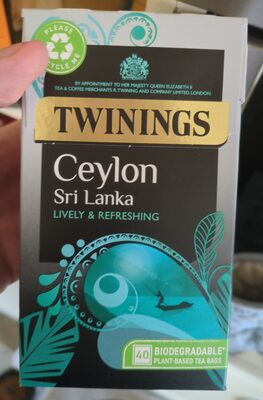 PLEASE
RECYCLE ME
BY APPOINTMENT TO HER MAJESTY QUEEN ELIZABETH II
TEA & COFFEE MERCHANTS R. TWINING AND COMPANY LIMITED, LONDON
TWININGS
Ceylon
Sri Lanka
LIVELY & REFRESHING
40 BIODEGRADABLE*
PLANT-BASED TEA BAGS